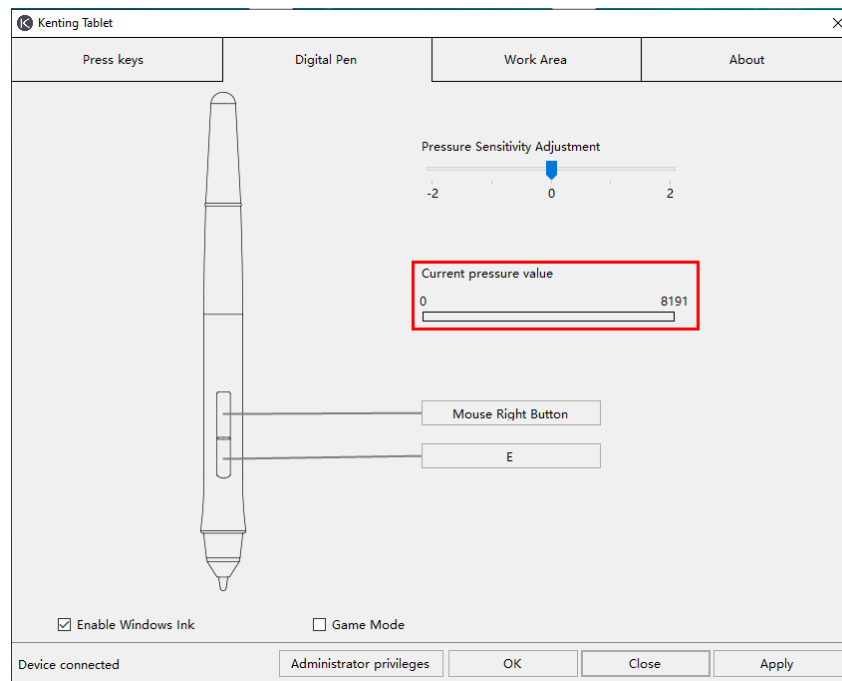 Kenting Tablet
Press keys
Digital Pen
Work Area
About
Pressure Sensitivity Adjustment
-2 0 2
Current pressure value
0 8191
Mouse Right Button
E
Enable Windows Ink
Game Mode
Device connected
Administrator privileges
OK
Close
Apply